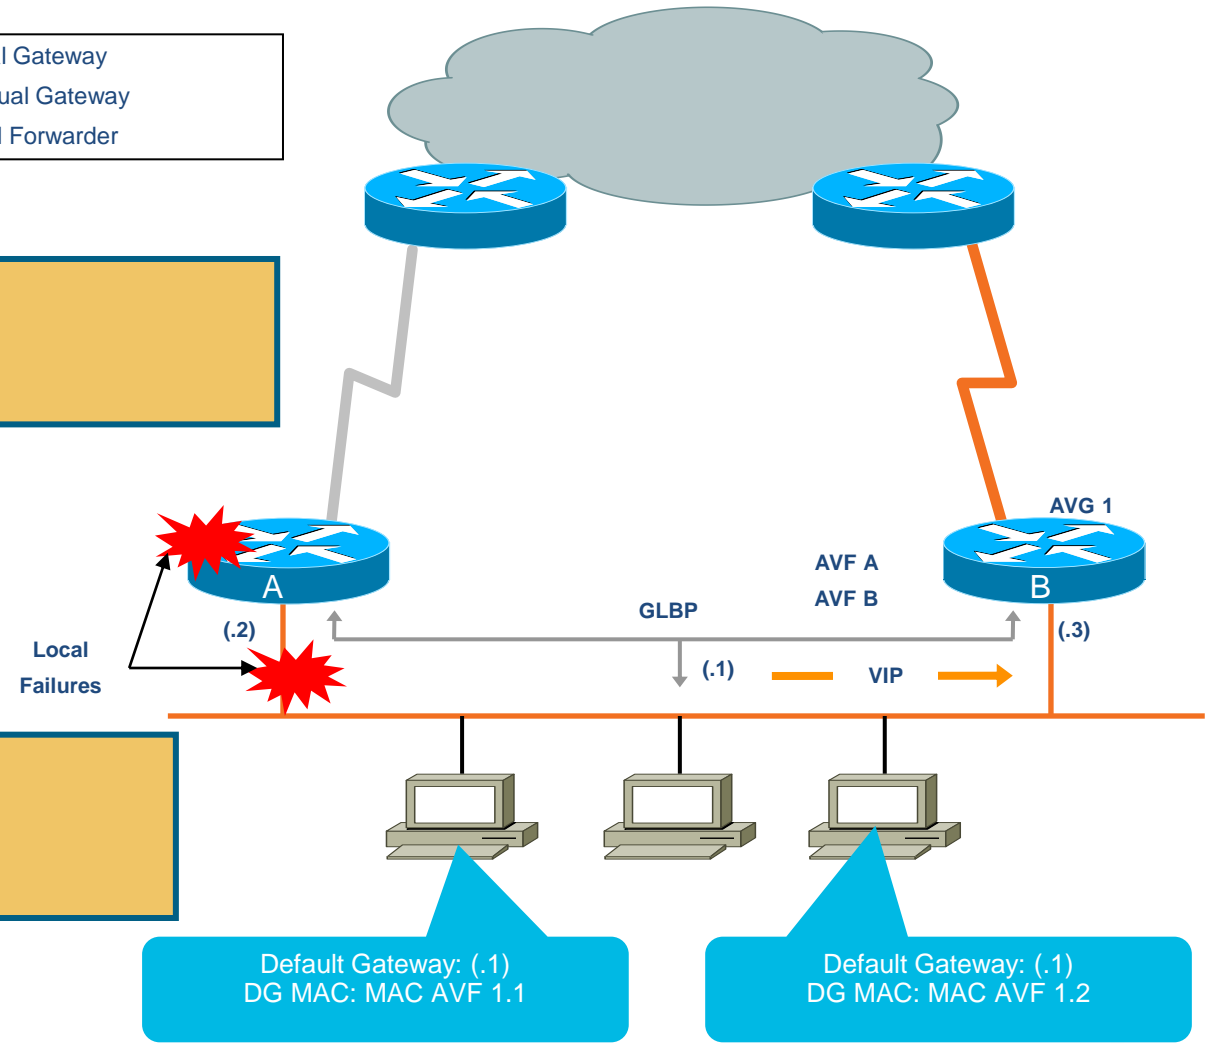 Gateway
Gateway
Forwarder
AVG 1
AVF A
A
B
AVF B
GLBP
(.2)
(.3)
Local
Failures
(.1)
VIP
Default Gateway: (.1)
DG MAC: MAC AVF 1.1
Default Gateway: (.1)
DG MAC: MAC AVF 1.2